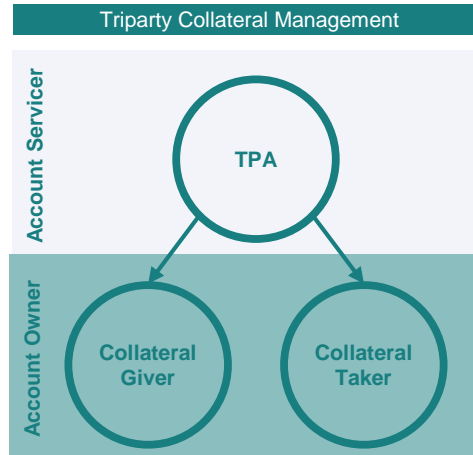 Triparty Collateral Management
Account Servicer
TPA
Account Owner
Collateral
Giver
Collateral
Taker